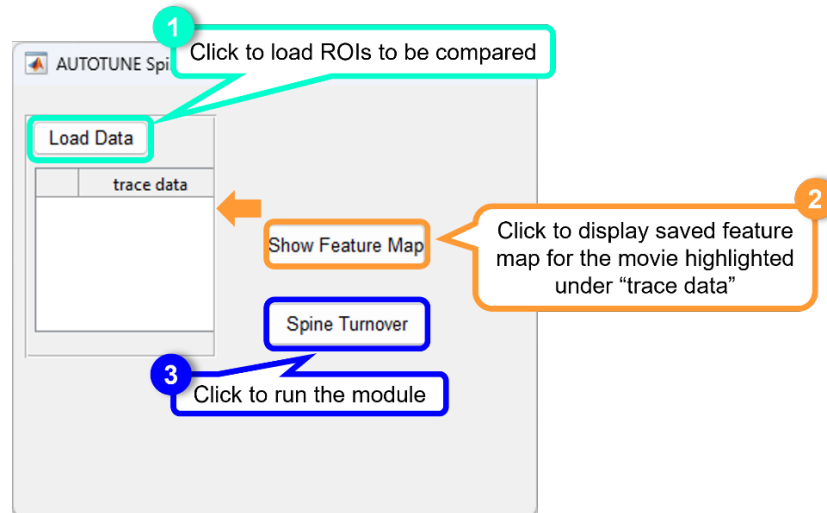 1
Click to load ROIs to be compared
AUTOTUNE Spi
Load Data
trace data
2
Click to display saved feature
map for the movie highlighted
under “trace data”
Show Feature Map
Spine Turnover
3
Click to run the module